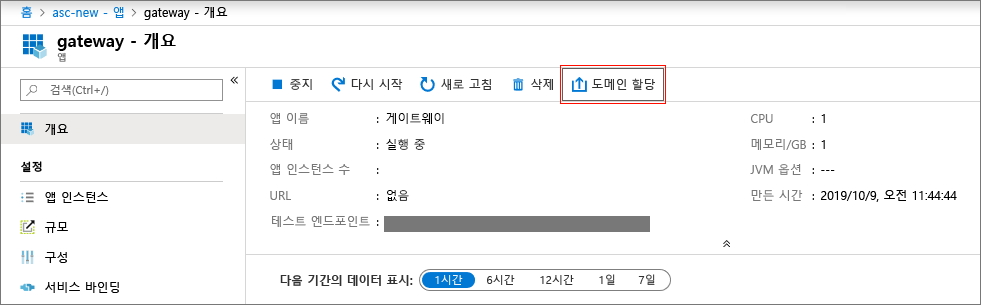 홈 > asc-new - 앱 > gateway - 개요
gateway - 개요
앱
«
검색(Ctrl+/)
개요
설정
앱 인스턴스
규모
구성
서비스 바인딩
중지 다시 시작 새로 고침 삭제 도메인 할당
앱 이름 : 게이트웨이
상태 : 실행 중
앱 인스턴스 수 :
URL : 없음
테스트 엔드포인트 :
CPU : 1
메모리/GB : 1
JVM 옵션 : ---
만든 시간 : 2019/10/9, 오전 11:44:44
다음 기간의 데이터 표시: 1시간 6시간 12시간 1일 7일